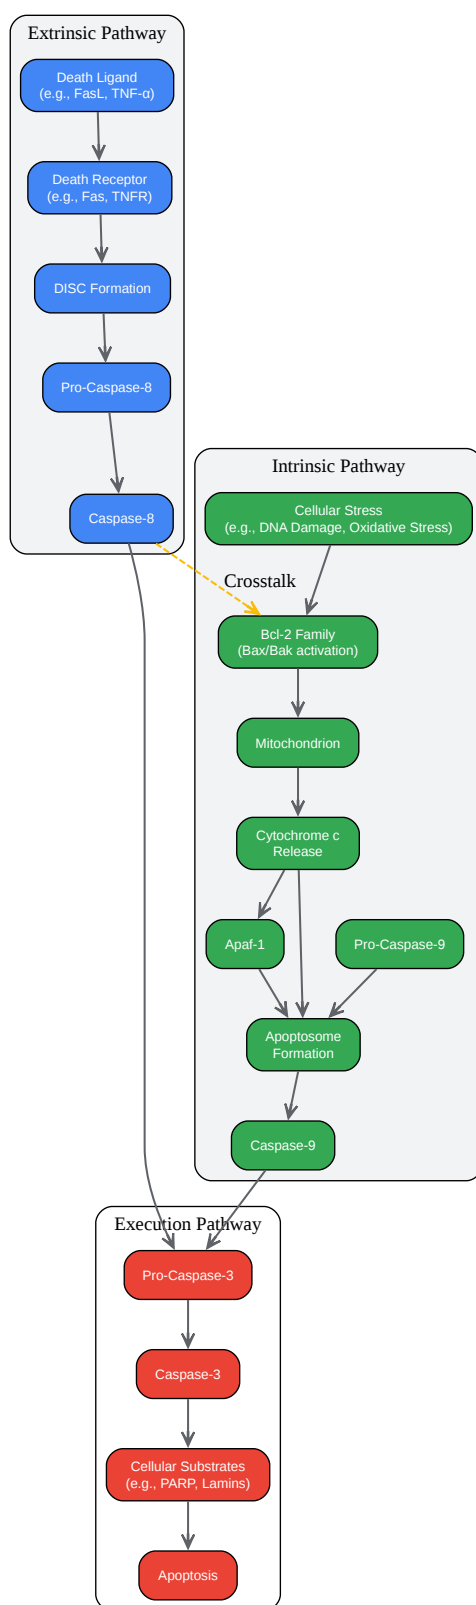 Extrinsic Pathway
Death Ligand
(e.g., FasL, TNF-α)
Death Receptor
(e.g., Fas, TNFR)
DISC Formation
Pro-Caspase-8
Caspase-8
Intrinsic Pathway
Cellular Stress
(e.g., DNA Damage, Oxidative Stress)
Crosstalk
Bcl-2 Family
(Bax/Bak activation)
Mitochondrion
Cytochrome c
Release
Apaf-1
Pro-Caspase-9
Apoptosome
Formation
Caspase-9
Execution Pathway
Pro-Caspase-3
Caspase-3
Cellular Substrates
(e.g., PARP, Lamins)
Apoptosis